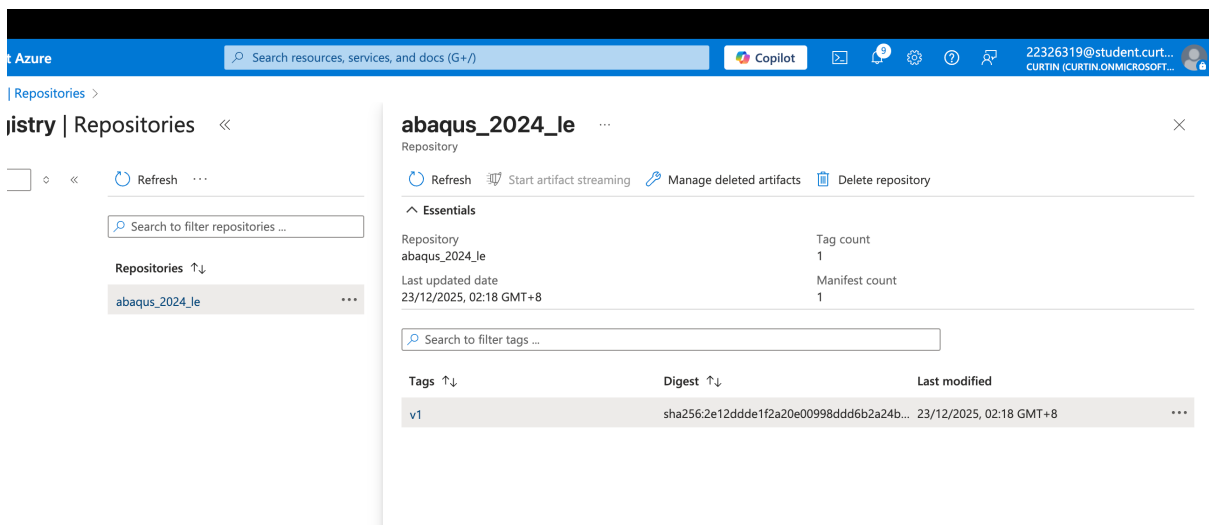 t Azure
Search resources, services, and docs (G+/)
Copilot
9
22326319@student.curt...
CURTIN (CURTIN.ONMICROSOFT...
| Repositories >
gistry | Repositories «
Refresh ...
Search to filter repositories ...
Repositories ↑↓
abaqus_2024_le ...
abaqus_2024_le ...
Repository
Refresh Start artifact streaming Manage deleted artifacts Delete repository
Essentials
Repository
abaqus_2024_le
Tag count
1
Last updated date
23/12/2025, 02:18 GMT+8
Manifest count
1
Search to filter tags ...
Tags ↑↓ Digest ↑↓ Last modified
v1 sha256:2e12ddde1f2a20e00998ddd6b2a24b... 23/12/2025, 02:18 GMT+8 ...